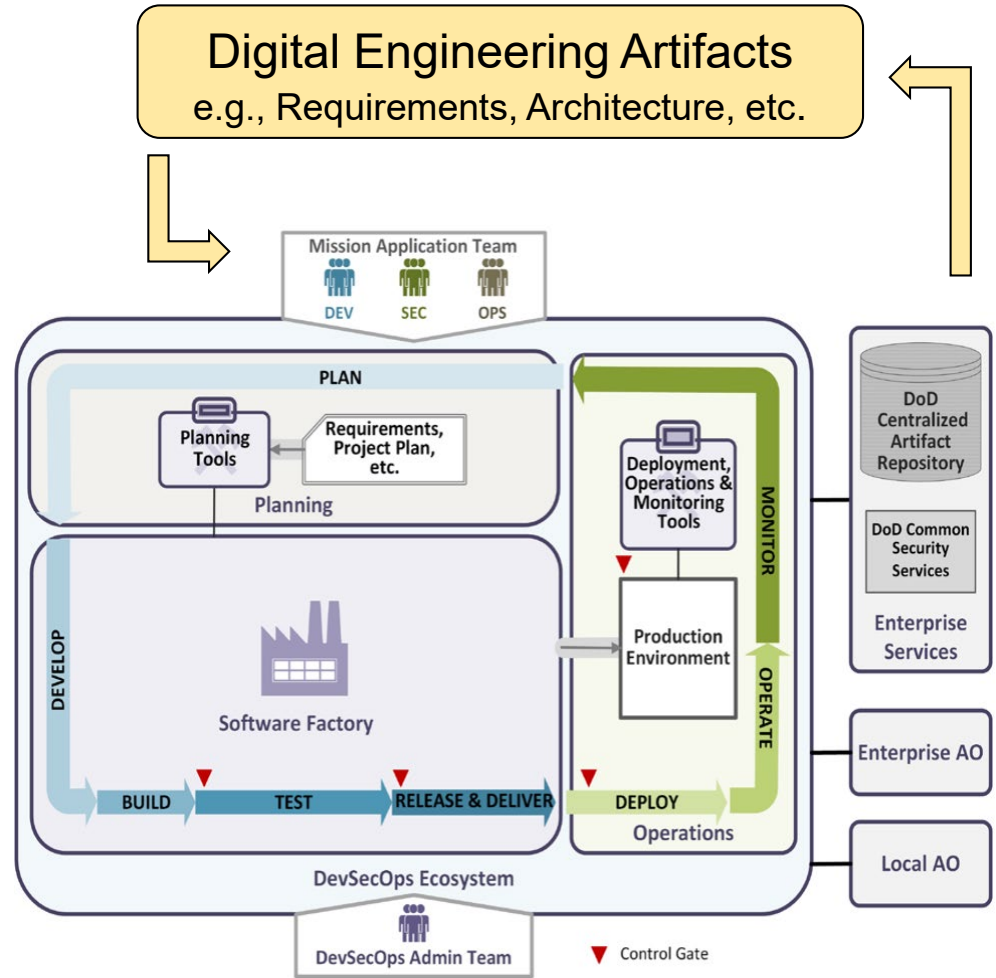 Digital Engineering Artifacts
e.g., Requirements, Architecture, etc.
Mission Application Team
DEV
SEC
OPS
PLAN
Planning
Tools
Requirements,
Project Plan,
etc.
Planning
Deployment,
Operations &
Monitoring
Tools
MONITOR
DoD
Centralized
Artifact
Repository
DoD Common
Security
Services
Enterprise
Services
DEVELOP
Software Factory
Production
Environment
OPERATE
BUILD
TEST
RELEASE & DELIVER
DEPLOY
Operations
Enterprise AO
Local AO
DevSecOps Ecosystem
DevSecOps Admin Team
Control Gate